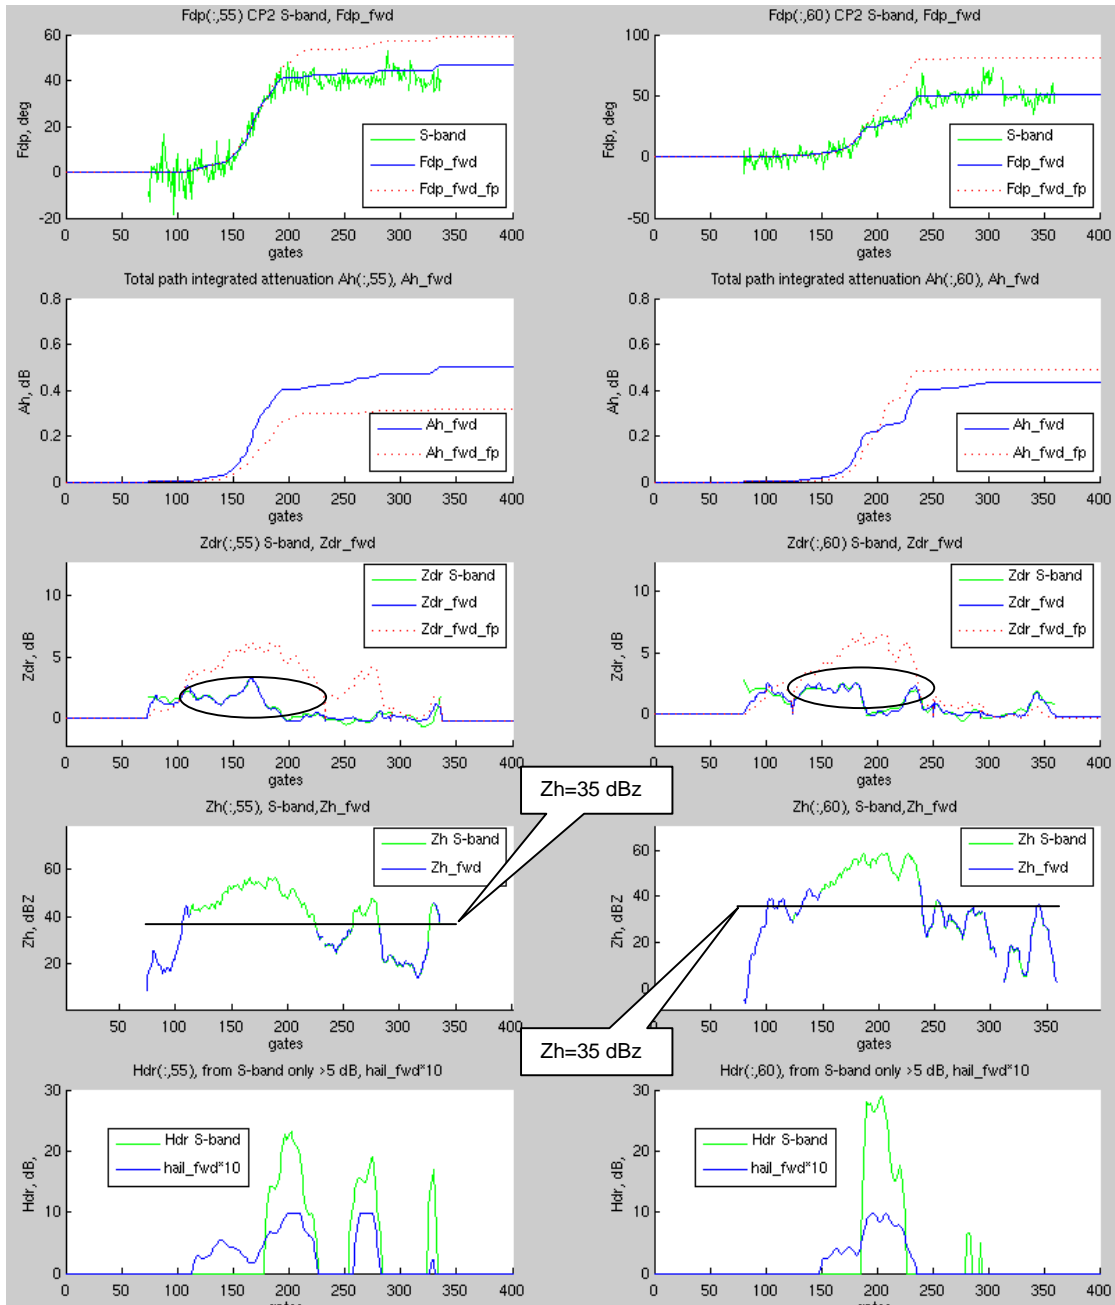 Fdp(:,55) CP2 S-band, Fdp_fwd
60
40
20
0
-20
Fdp, deg
S-band
Fdp_fwd
Fdp_fwd_fp
0 50 100 150 200 250 300 350 400
gates
Fdp(:,60) CP2 S-band, Fdp_fwd
100
50
0
-50
Fdp, deg
S-band
Fdp_fwd
Fdp_fwd_fp
0 50 100 150 200 250 300 350 400
gates
Total path integrated attenuation Ah(:,55), Ah_fwd
0.8
0.6
0.4
0.2
0
Ah, dB
Ah_fwd
Ah_fwd_fp
0 50 100 150 200 250 300 350 400
gates
Total path integrated attenuation Ah(:,60), Ah_fwd
0.8
0.6
0.4
0.2
0
Ah, dB
Ah_fwd
Ah_fwd_fp
0 50 100 150 200 250 300 350 400
gates
Zdr(:,55) S-band, Zdr_fwd
10
5
0
Zdr, dB
Zdr S-band
Zdr_fwd
Zdr_fwd_fp
0 50 100 150 200 250 300 350 400
gates
Zdr(:,60) S-band, Zdr_fwd
10
5
0
Zdr, dB
Zdr S-band
Zdr_fwd
Zdr_fwd_fp
0 50 100 150 200 250 300 350 400
gates
Zh=35 dBz
Zh(:,55), S-band,Zh_fwd
60
40
20
Zh, dBZ
Zh S-band
Zh_fwd
50 100 150 200 250 300 350 400
gates
Zh(:,60), S-band,Zh_fwd
60
40
20
0
Zh, dBZ
Zh S-band
Zh_fwd
50 100 150 200 250 300 350
gates
Zh=35 dBz
Hdr(:,55), from S-band only >5 dB, hail_fwd*10
30
20
10
0
Hdr, dB,
Hdr S-band
hail_fwd*10
0 50 100 150 200 250 300 350 400
gates
Hdr(:,60), from S-band only >5 dB, hail_fwd*10
30
20
10
0
Hdr, dB,
Hdr S-band
hail_fwd*10
0 50 100 150 200 250 300 350 400
gates